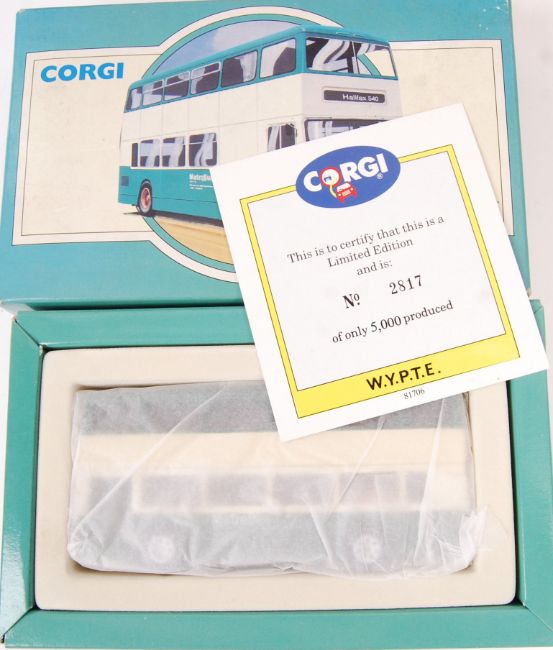 CORGI
Halifax 540
MetroBus
CORGI®
This is to certify that this is a
Limited Edition
and is:
Nº 2817
of only 5,000 produced
W.Y.P.T.E.
81706